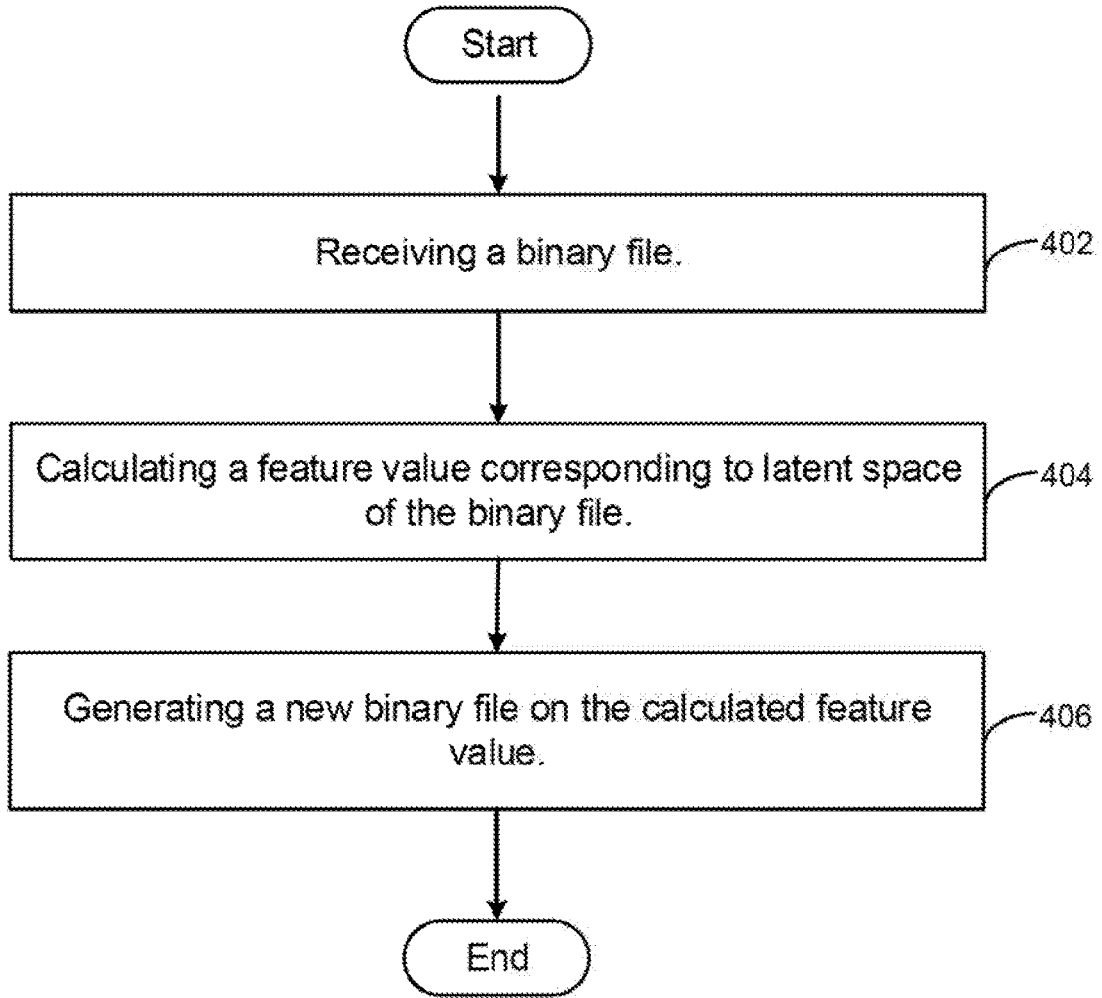 Start
Receiving a binary file.
402
Calculating a feature value corresponding to latent space
of the binary file.
404
Generating a new binary file on the calculated feature
value.
406
End